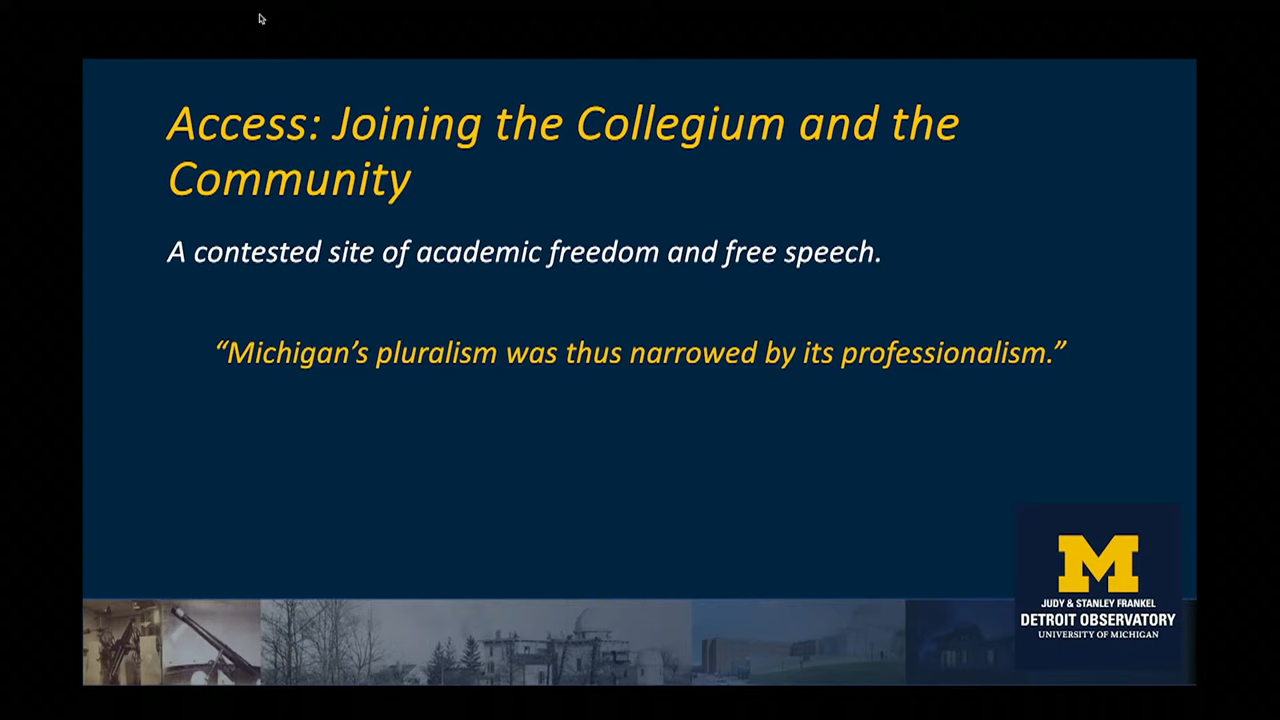 Access: Joining the Collegium and the
Community
A contested site of academic freedom and free speech.
“Michigan’s pluralism was thus narrowed by its professionalism.”
M
JUDY & STANLEY FRANKEL
DETROIT OBSERVATORY
UNIVERSITY OF MICHIGAN